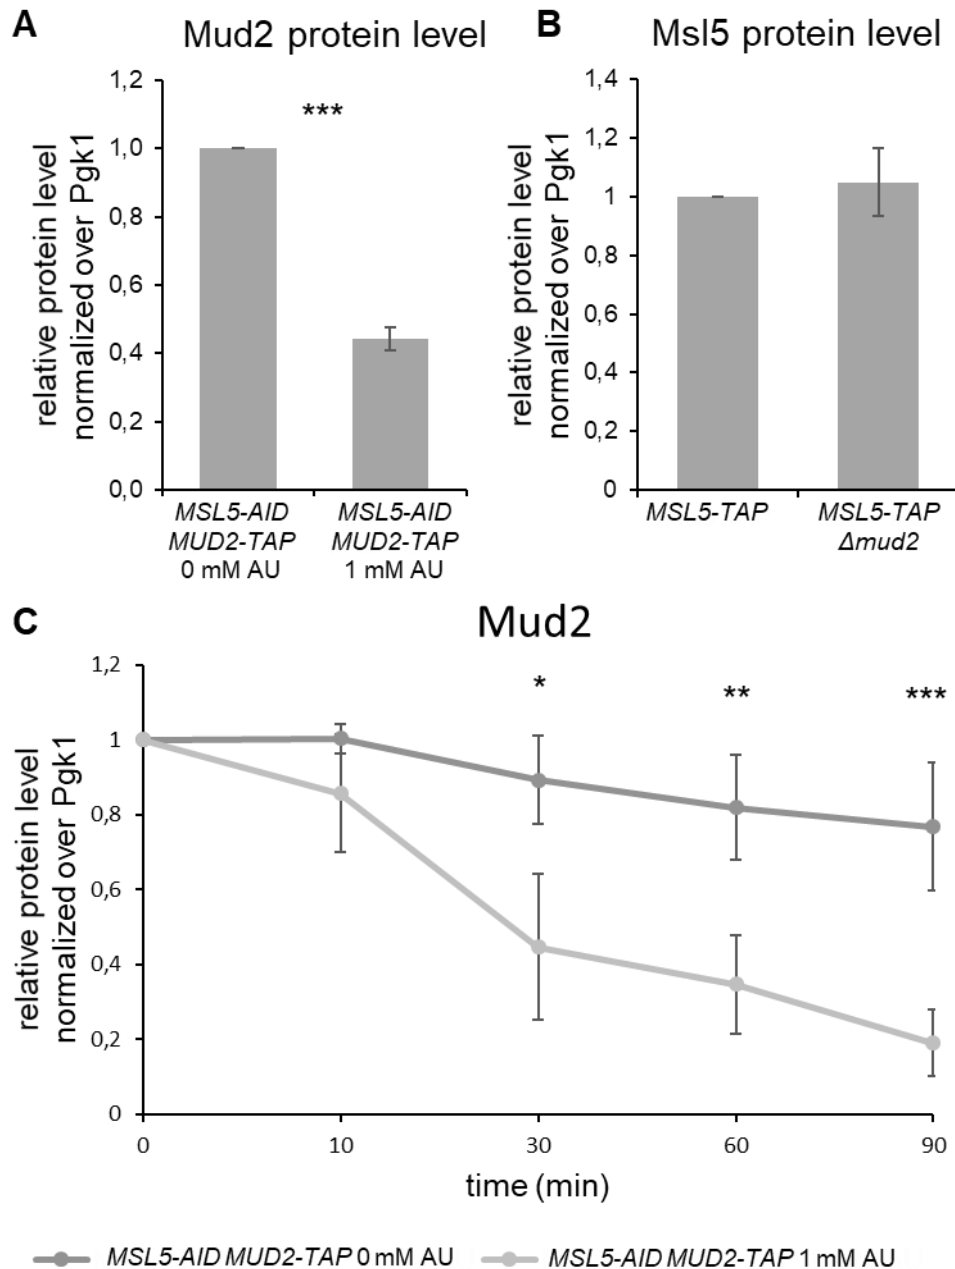 A
Mud2 protein level
relative protein level
normalized over Pgk1
1,2
1,0
0,8
0,6
0,4
0,2
0,0
***
MSL5-AID
MUD2-TAP
0 mM AU
MSL5-AID
MUD2-TAP
1 mM AU
B
Msl5 protein level
relative protein level
normalized over Pgk1
1,4
1,2
1
0,8
0,6
0,4
0,2
0
MSL5-TAP
MSL5-TAP
Δmud2
C
Mud2
relative protein level
normalized over Pgk1
1,2
1
0,8
0,6
0,4
0,2
0
*
**
***
0
10
30
60
90
time (min)
MSL5-AID MUD2-TAP 0 mM AU
MSL5-AID MUD2-TAP 1 mM AU